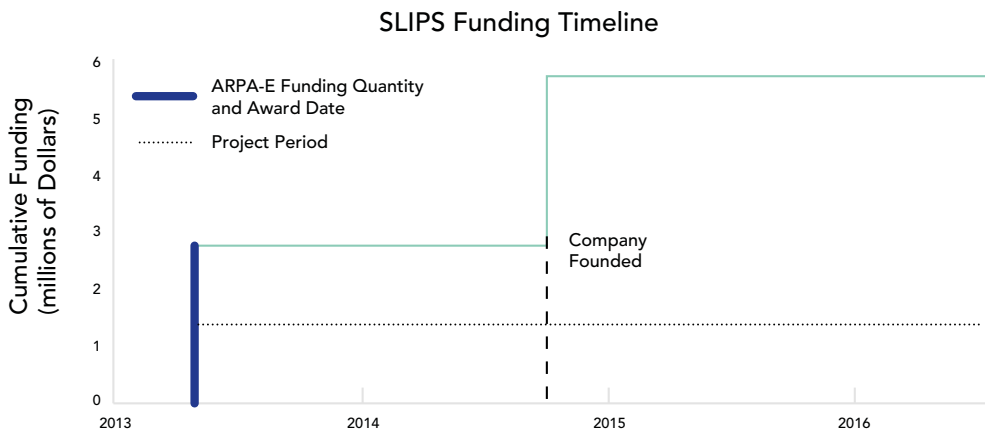 SLIPS Funding Timeline
Cumulative Funding
(millions of Dollars)
6
5
4
3
2
1
0
ARPA-E Funding Quantity
and Award Date
Project Period
Company
Founded
2013
2014
2015
2016